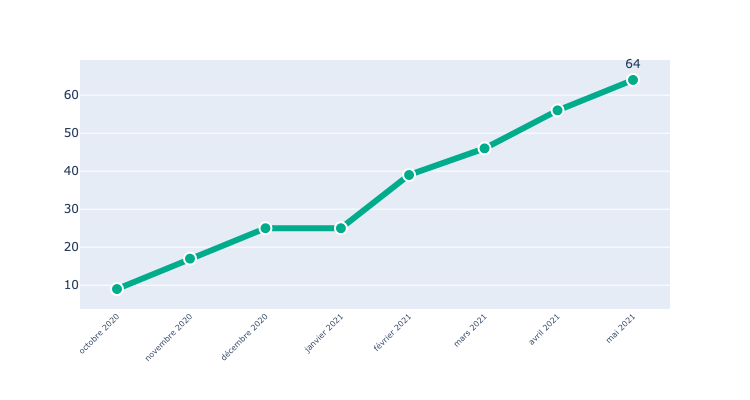 64
60
50
40
30
20
10
octobre 2020
novembre 2020
décembre 2020
janvier 2021
février 2021
mars 2021
avril 2021
mai 2021